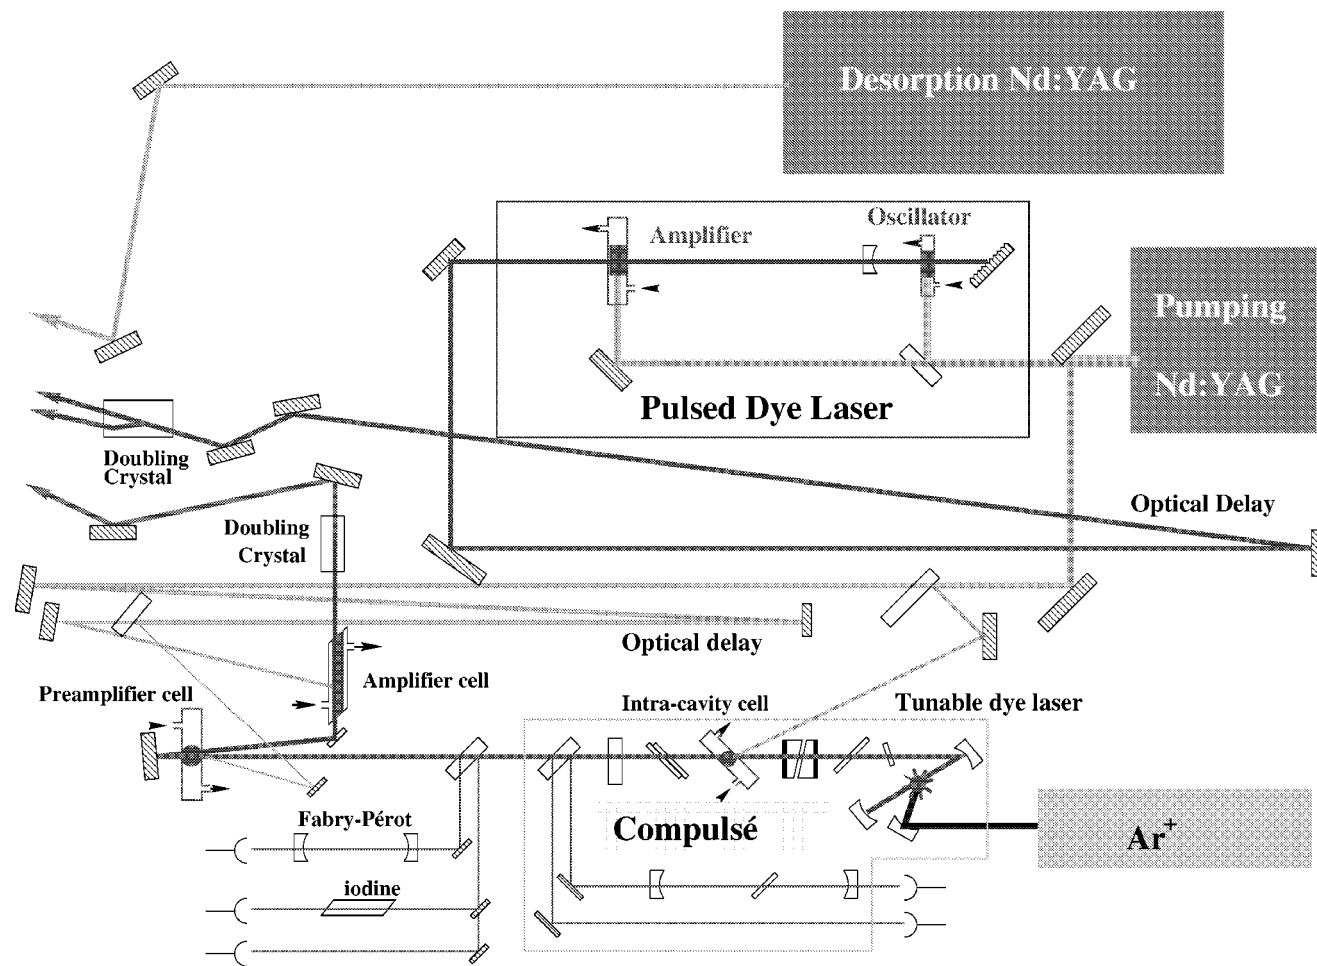 Desorption Nd:YAG
Oscillator
Amplifier
Pumping
Nd:YAG
Pulsed Dye Laser
Doubling
Crystal
Optical Delay
Doubling
Crystal
Optical delay
Amplifier cell
Preamplifier cell
Intra-cavity cell
Tunable dye laser
Fabry-Pérot
Compulsé
Ar+
iodine